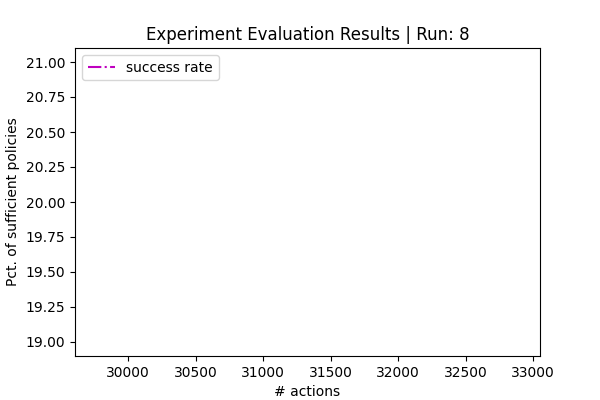 Experiment Evaluation Results | Run: 8
success rate
Pct. of sufficient policies
21.00
20.75
20.50
20.25
20.00
19.75
19.50
19.25
19.00
30000 30500 31000 31500 32000 32500 33000
# actions